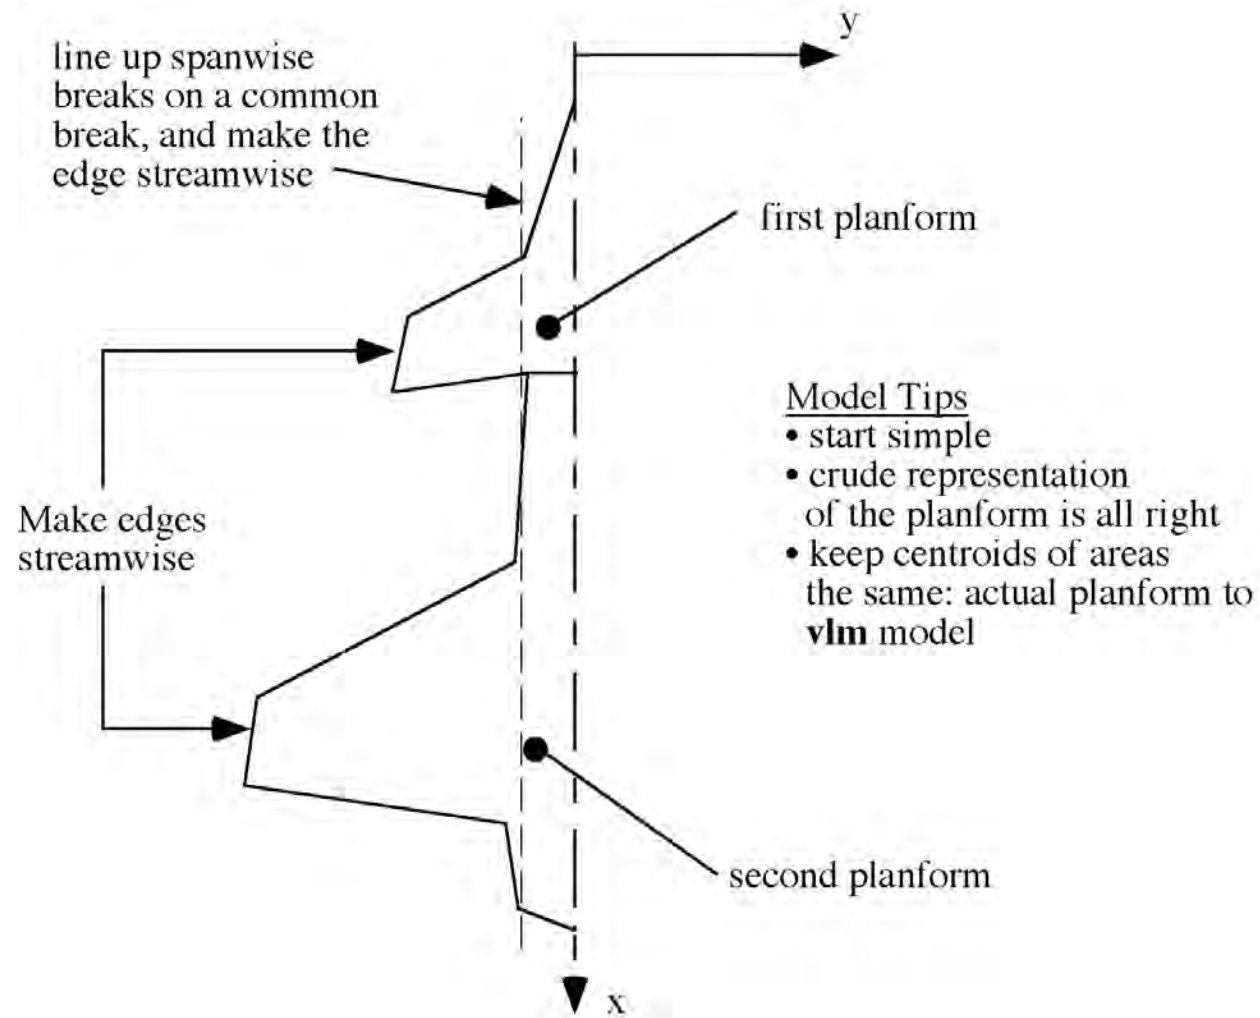 y
line up spanwise
breaks on a common
break, and make the
edge streamwise
first planform
Model Tips
• start simple
• crude representation
of the planform is all right
• keep centroids of areas
the same: actual planform to
vlm model
Make edges
streamwise
second planform
x